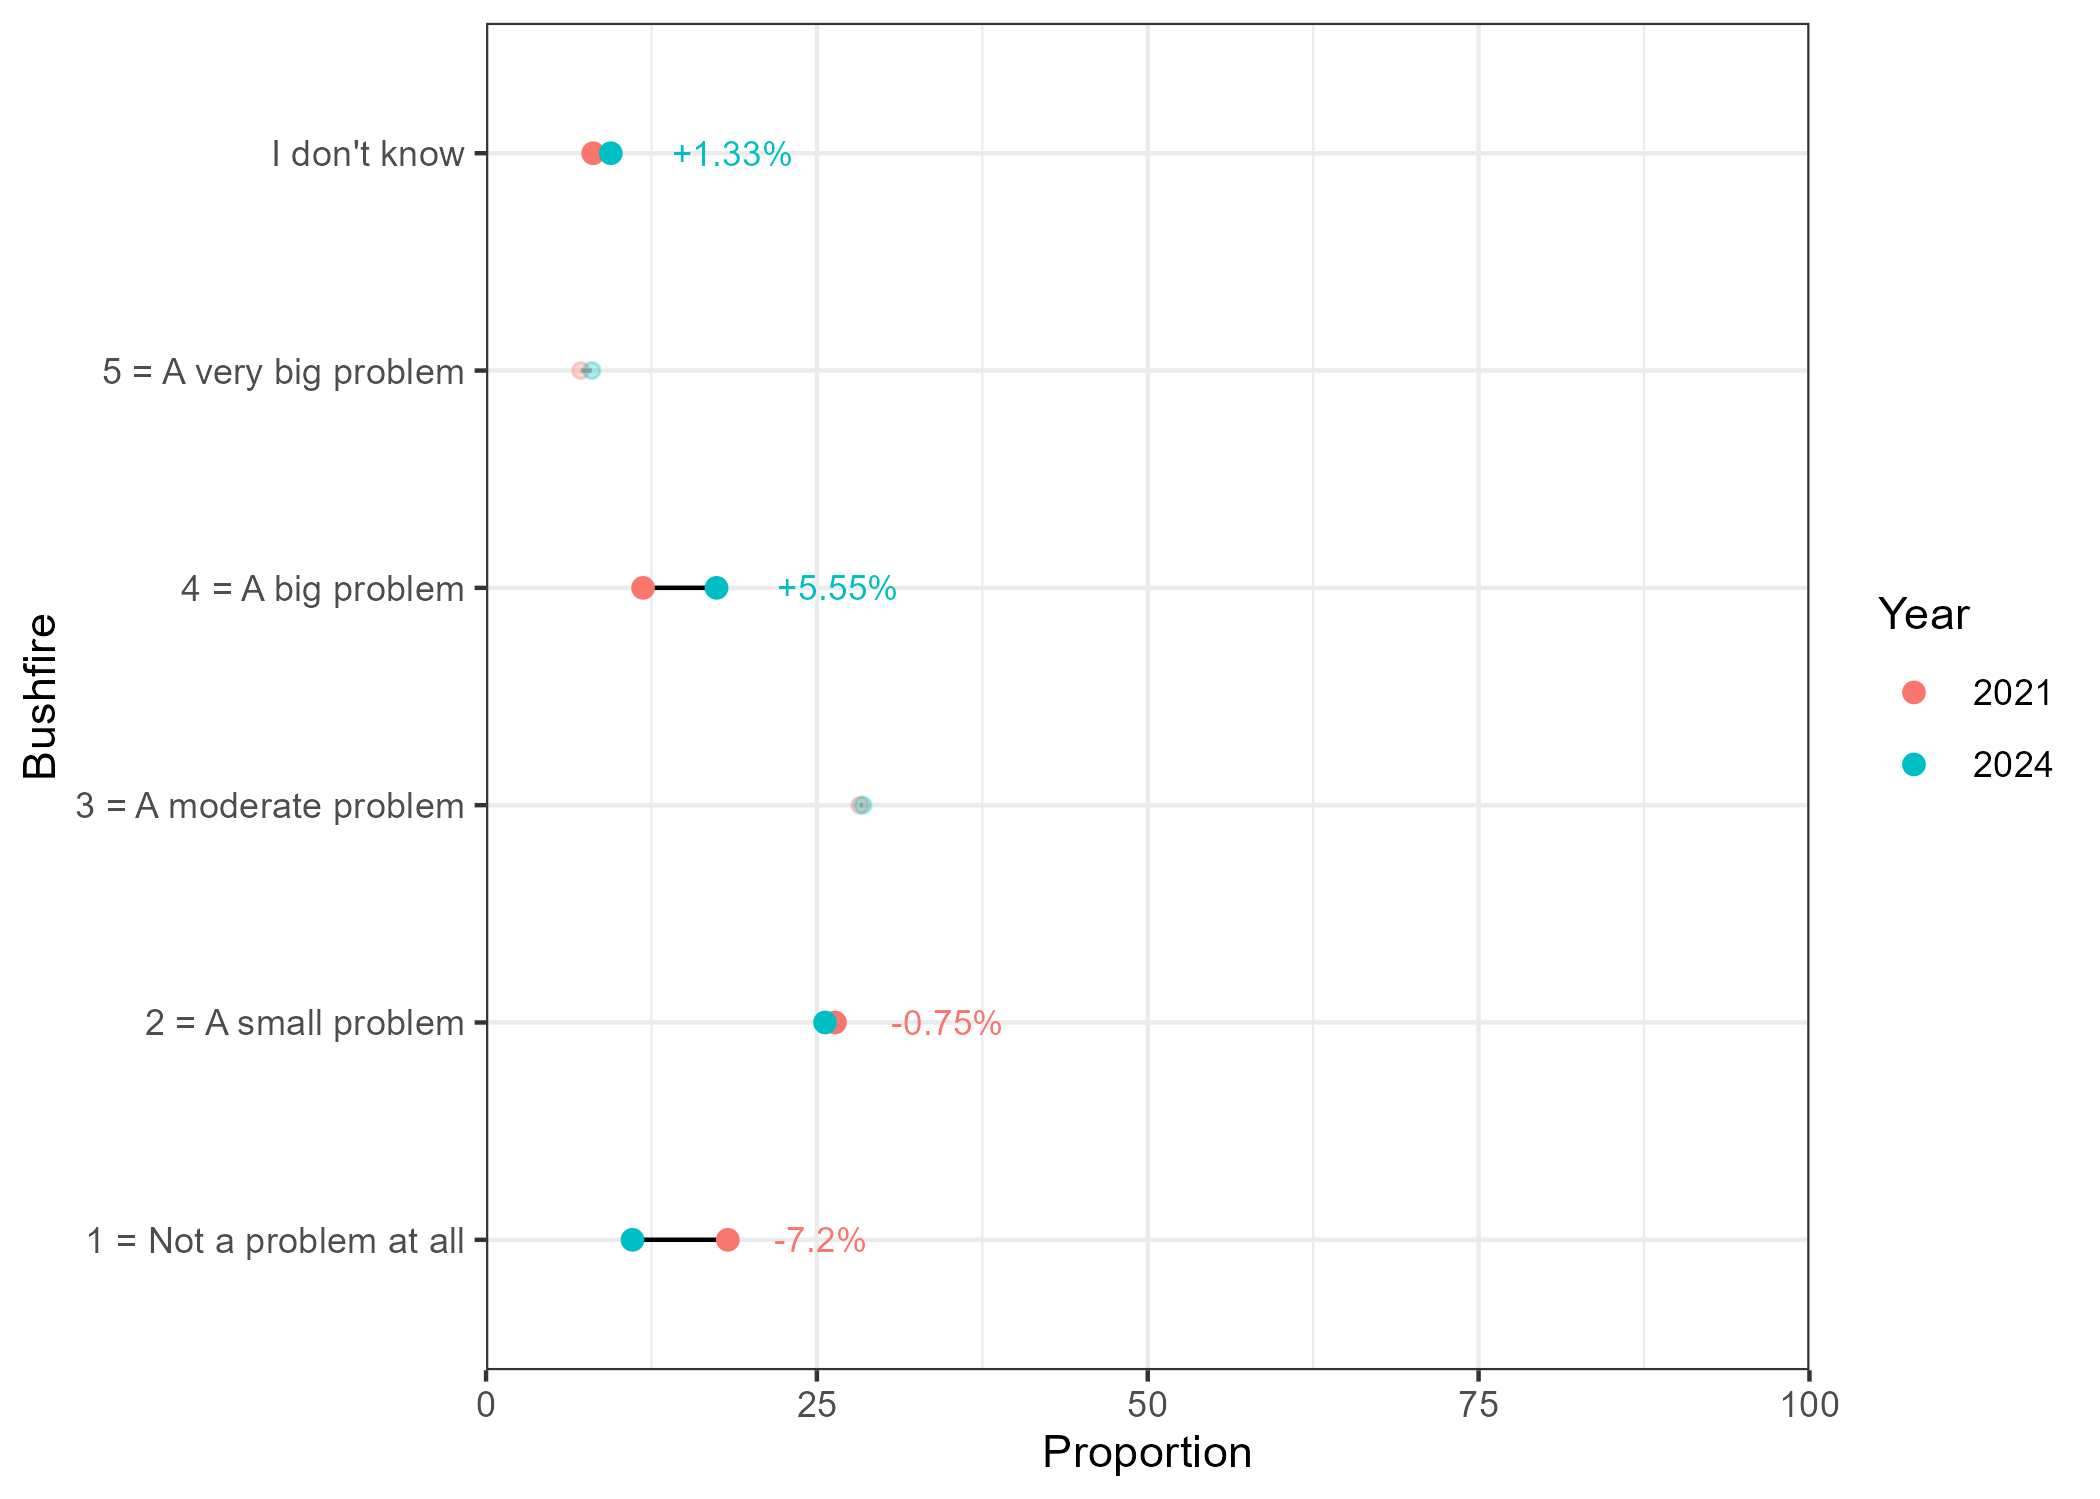 I don't know
+1.33%
5 = A very big problem
4 = A big problem
+5.55%
3 = A moderate problem
2 = A small problem
-0.75%
1 = Not a problem at all
-7.2%
Bushfire
0
25
50
75
100
Proportion
Year
2021
2024